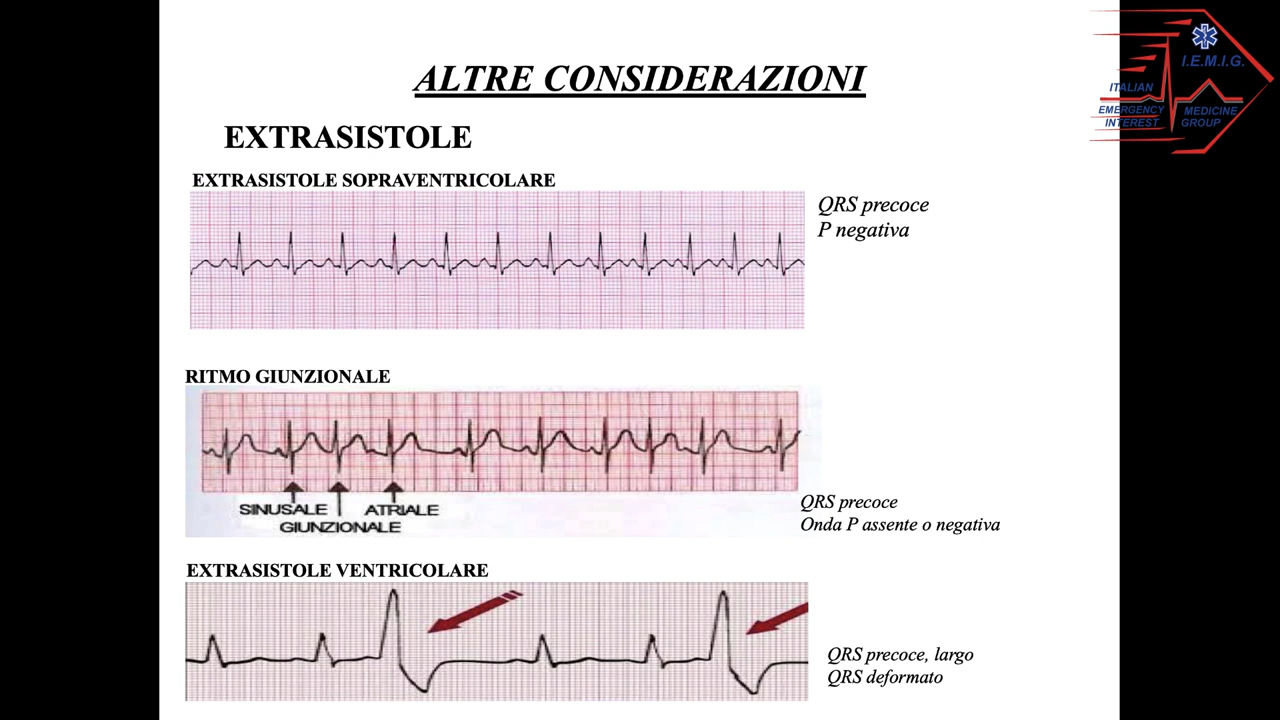 ALTRE CONSIDERAZIONI
I.E.M.I.G.
ITALIAN
EMERGENCY MEDICINE
INTEREST GROUP
EXTRASISTOLE
EXTRASISTOLE SOPRAVENTRICOLARE
QRS precoce
P negativa
RITMO GIUNZIONALE
SINUSALE ATRIALE
GIUNZIONALE
QRS precoce
Onda P assente o negativa
EXTRASISTOLE VENTRICOLARE
QRS precoce, largo
QRS deformato